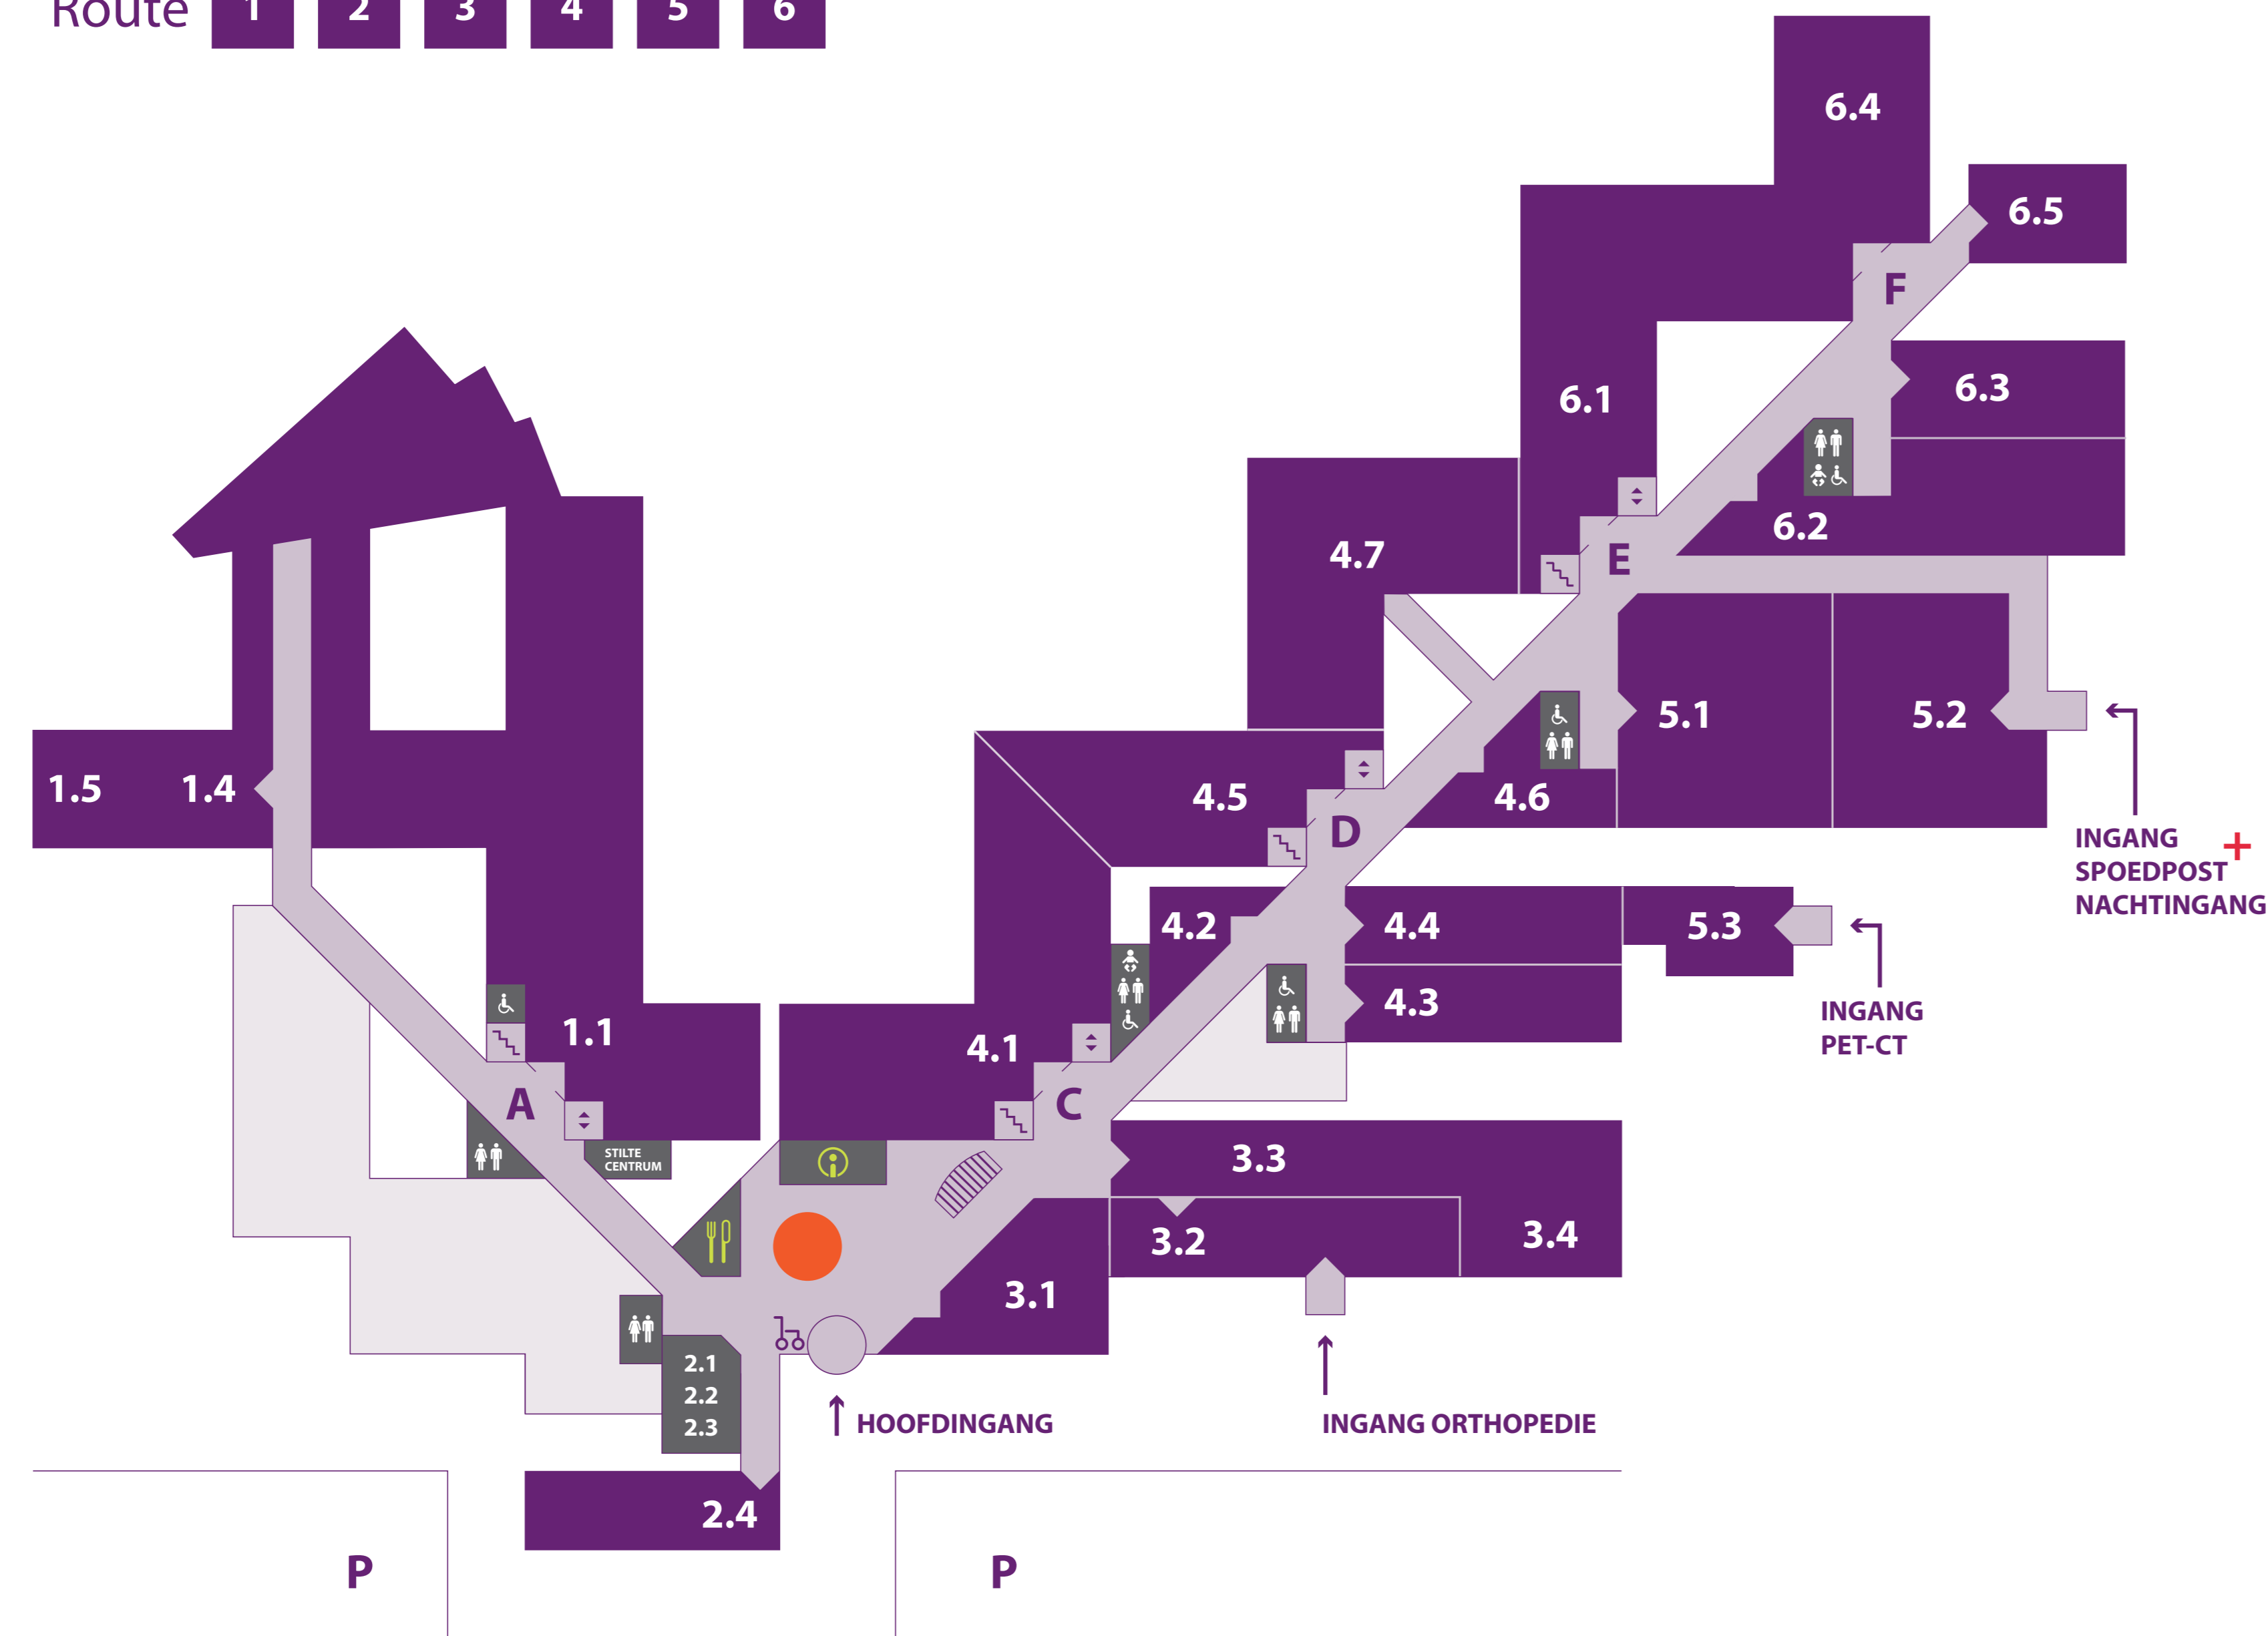 Route 1 2 3 4 5 6
6.4
6.5
F
6.3
6.1
6.2
4.7
E
5.1
5.2
1.5
1.4
4.5
4.6
D
INGANG
SPOEDPOST
NACHTINGANG
4.2
4.4
5.3
4.3
INGANG
PET-CT
1.1
4.1
A
C
STILTE
CENTRUM
3.3
3.2
3.4
3.1
2.1
2.2
2.3
HOOFDINGANG
INGANG ORTHOPEDIE
2.4
P
P